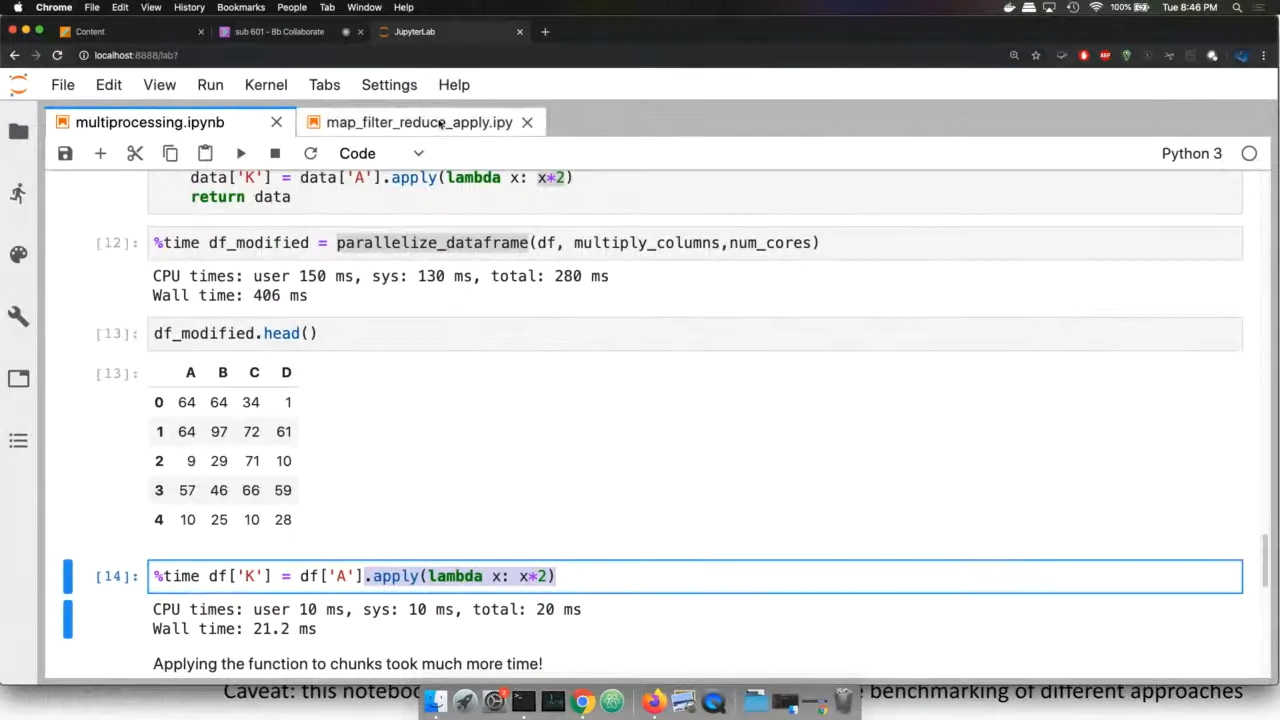 Chrome File Edit View History Bookmarks People Tab Window Help 100% Tue 8:46 PM
Content sub 601 - Bb Collaborate JupyterLab
localhost:8888/lab?
File Edit View Run Kernel Tabs Settings Help
multiprocessing.ipynb map_filter_reduce_apply.ipy
Code Python 3
data['K'] = data['A'].apply(lambda x: x*2)
return data
[12]: %time df_modified = parallelize_dataframe(df, multiply_columns,num_cores)
CPU times: user 150 ms, sys: 130 ms, total: 280 ms
Wall time: 406 ms
[13]: df_modified.head()
[13]: A B C D
0 64 64 34 1
1 64 97 72 61
2 9 29 71 10
3 57 46 66 59
4 10 25 10 28
[14]: %time df['K'] = df['A'].apply(lambda x: x*2)
CPU times: user 10 ms, sys: 10 ms, total: 20 ms
Wall time: 21.2 ms
Applying the function to chunks took much more time!
Caveat: this notebo e benchmarking of different approaches